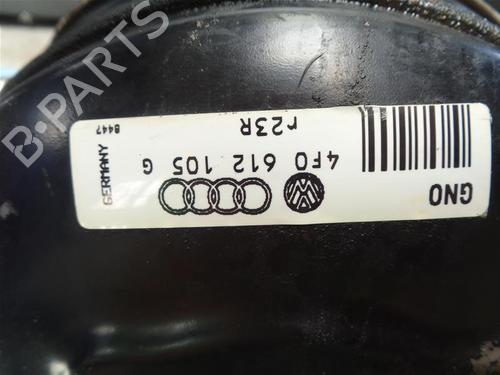 GNO
4F0 612 105 G
r23R
GERMANY
8447
B-PARTS